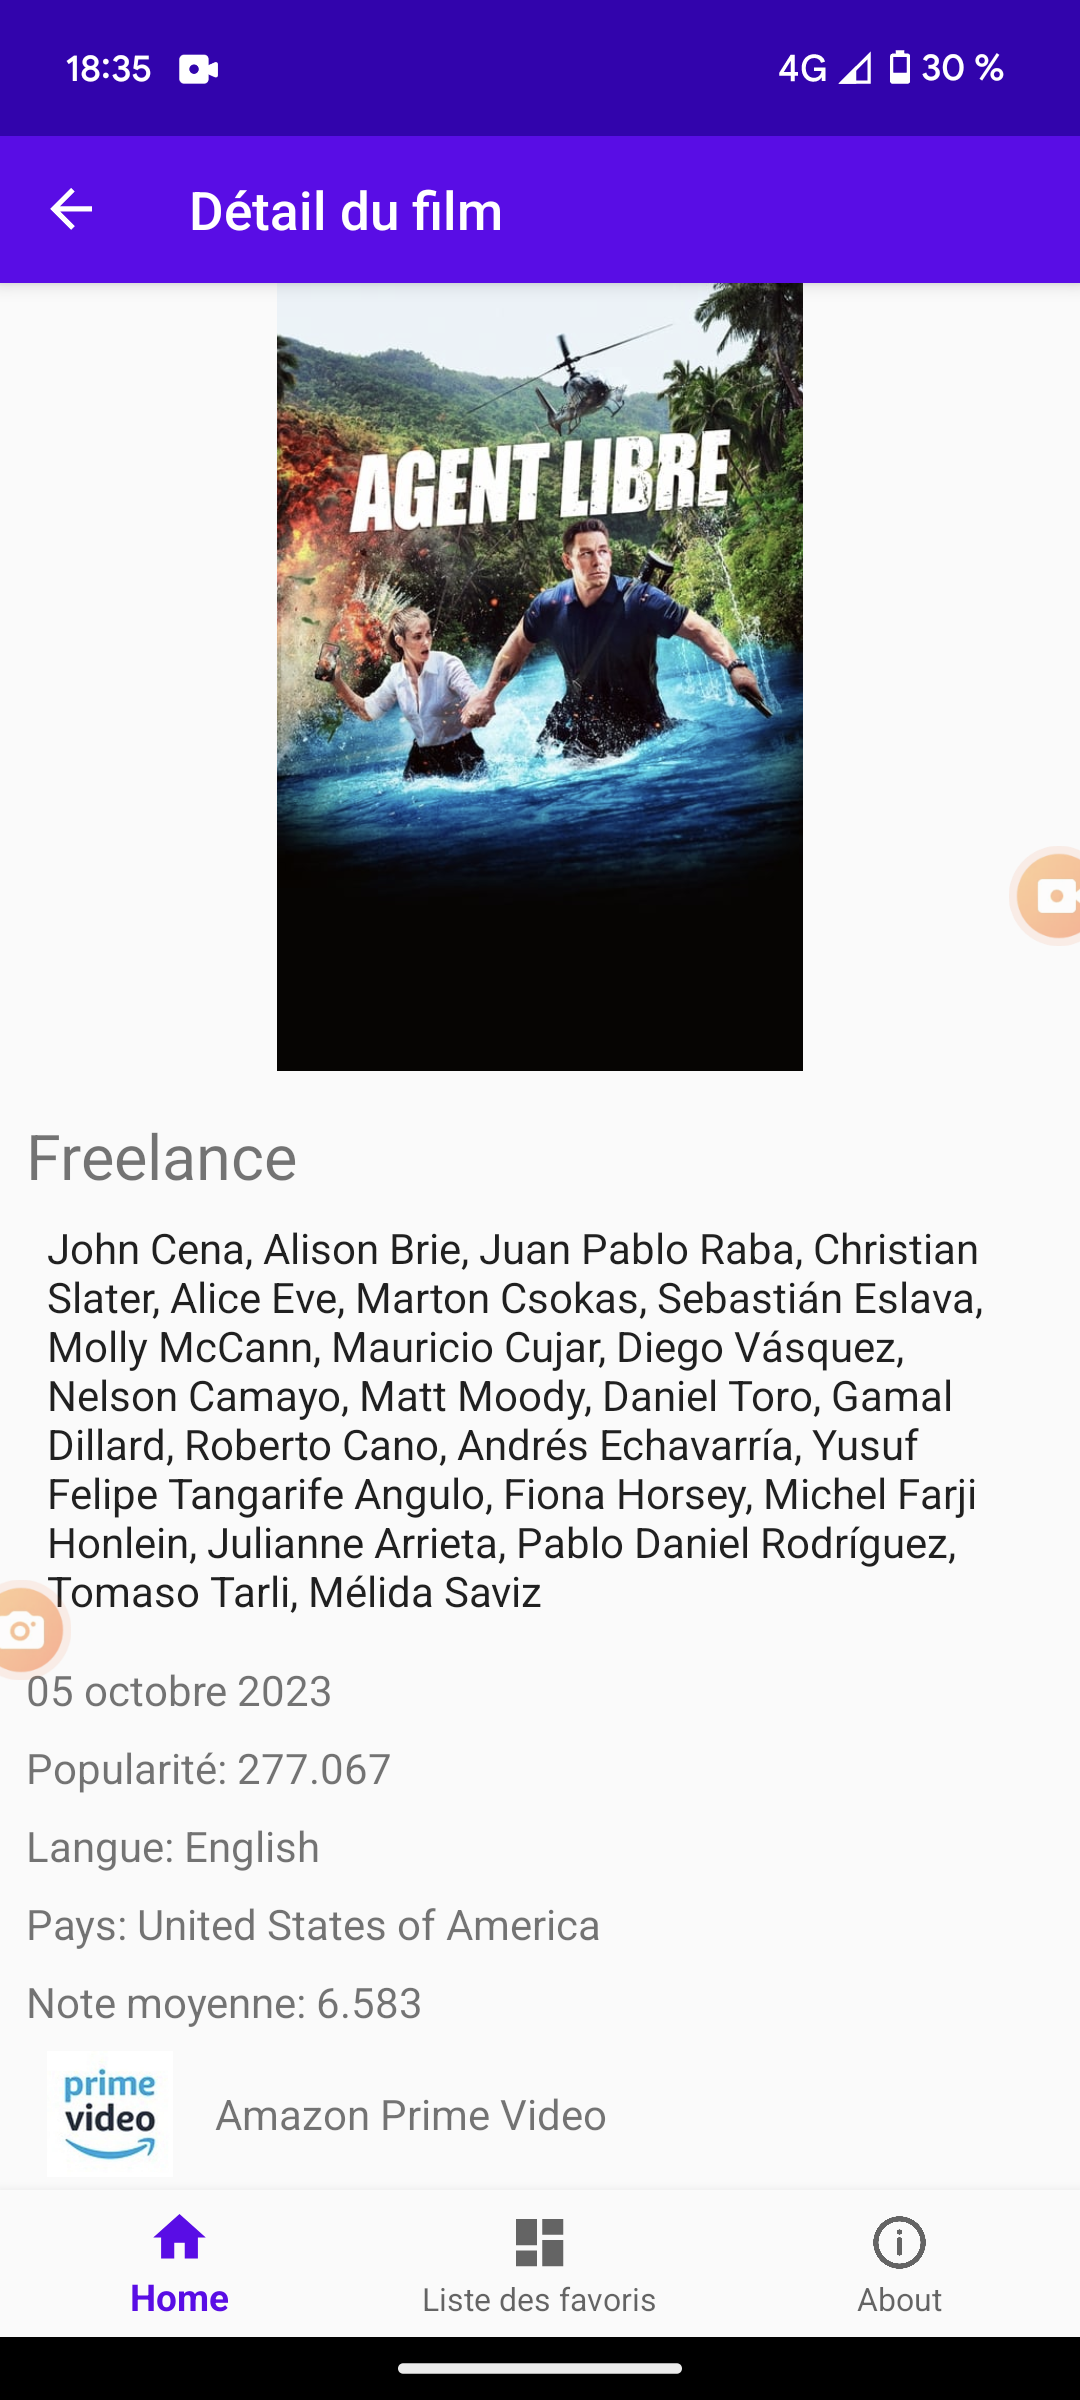 18:35
4G 30 %
Détail du film
AGENT LIBRE
Freelance
John Cena, Alison Brie, Juan Pablo Raba, Christian
Slater, Alice Eve, Marton Csokas, Sebastián Eslava,
Molly McCann, Mauricio Cujar, Diego Vásquez,
Nelson Camayo, Matt Moody, Daniel Toro, Gamal
Dillard, Roberto Cano, Andrés Echavarría, Yusuf
Felipe Tangarife Angulo, Fiona Horsey, Michel Farji
Honlein, Julianne Arrieta, Pablo Daniel Rodríguez,
Tomaso Tarli, Mélida Saviz
05 octobre 2023
Popularité: 277.067
Langue: English
Pays: United States of America
Note moyenne: 6.583
prime
video
Amazon Prime Video
Home
Liste des favoris
About